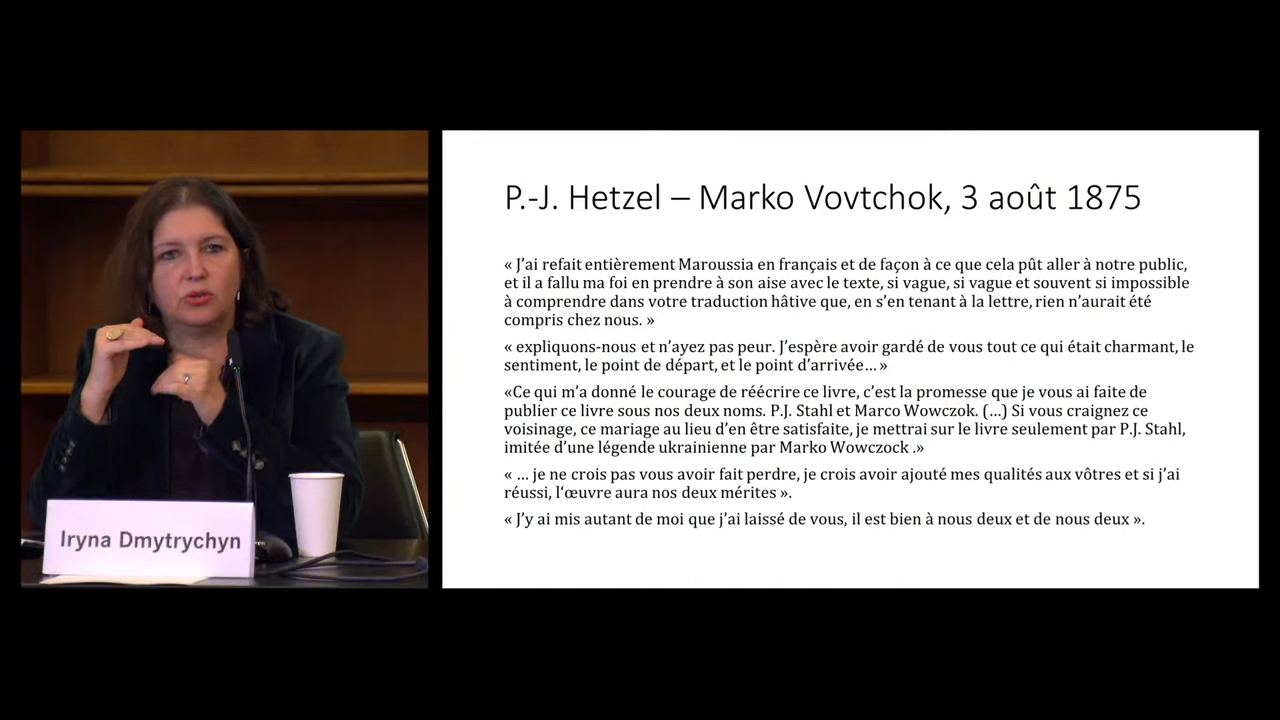 P.-J. Hetzel – Marko Vovtchok, 3 août 1875
« J’ai refait entièrement Maroussia en français et de façon à ce que cela pût aller à notre public,
et il a fallu ma foi en prendre à son aise avec le texte, si vague, si vague et souvent si impossible
à comprendre dans votre traduction hâtive que, en s’en tenant à la lettre, rien n’aurait été
compris chez nous. »
« expliquons-nous et n’ayez pas peur. J’espère avoir gardé de vous tout ce qui était charmant, le
sentiment, le point de départ, et le point d’arrivée… »
«Ce qui m’a donné le courage de réécrire ce livre, c’est la promesse que je vous ai faite de
publier ce livre sous nos deux noms. P.J. Stahl et Marco Wowczok. (…) Si vous craignez ce
voisinage, ce mariage au lieu d’en être satisfaite, je mettrai sur le livre seulement par P.J. Stahl,
imitée d’une légende ukrainienne par Marko Wowczock .»
« … je ne crois pas vous avoir fait perdre, je crois avoir ajouté mes qualités aux vôtres et si j’ai
réussi, l‘œuvre aura nos deux mérites ».
« J’y ai mis autant de moi que j’ai laissé de vous, il est bien à nous deux et de nous deux ».
Iryna Dmytrychyn